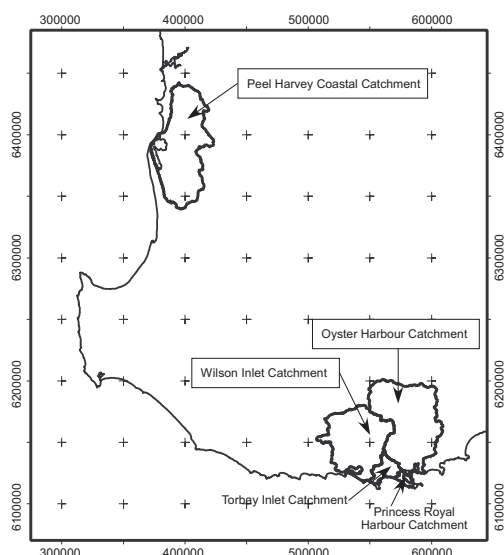 300000 400000 500000 600000
Peel Harvey Coastal Catchment
6400000 6400000
6300000 6300000
Oyster Harbour Catchment
Wilson Inlet Catchment
6200000 6200000
Torbay Inlet Catchment
Princess Royal
Harbour Catchment
6100000 6100000
300000 400000 500000 600000